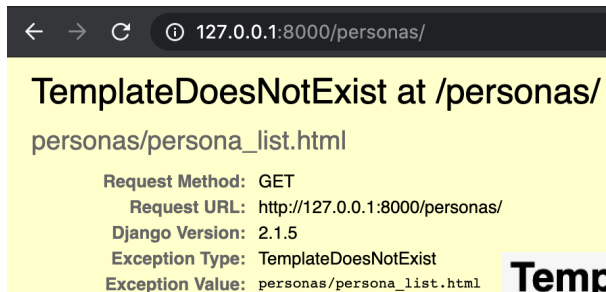 127.0.0.1:8000/personas/
TemplateDoesNotExist at /personas/
personas/persona_list.html
Request Method: GET
Request URL: http://127.0.0.1:8000/personas/
Django Version: 2.1.5
Exception Type: TemplateDoesNotExist
Exception Value: personas/persona_list.html
Temp